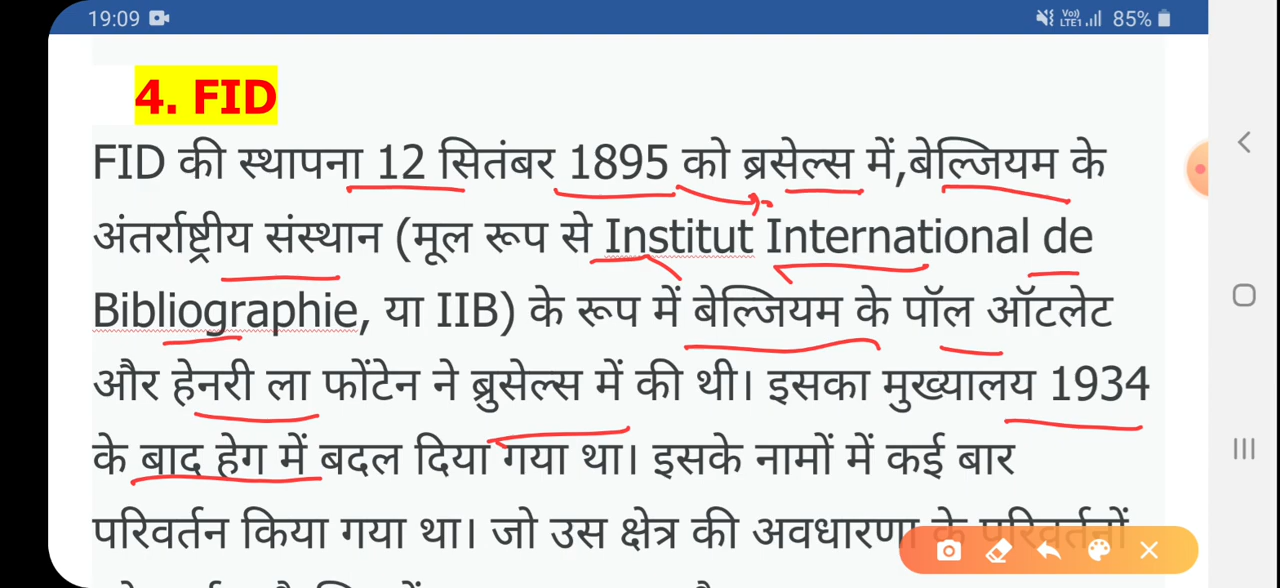 19:09
Vo)) LTE1 85%
4. FID
FID की स्थापना 12 सितंबर 1895 को ब्रसेल्स में,बेल्जियम के
अंतर्राष्ट्रीय संस्थान (मूल रूप से Institut International de
Bibliographie, या IIB) के रूप में बेल्जियम के पॉल ऑटलेट
और हेनरी ला फोंटेन ने ब्रुसेल्स में की थी। इसका मुख्यालय 1934
के बाद हेग में बदल दिया गया था। इसके नामों में कई बार
परिवर्तन किया गया था। जो उस क्षेत्र की अवधारणा के परिवर्तनों